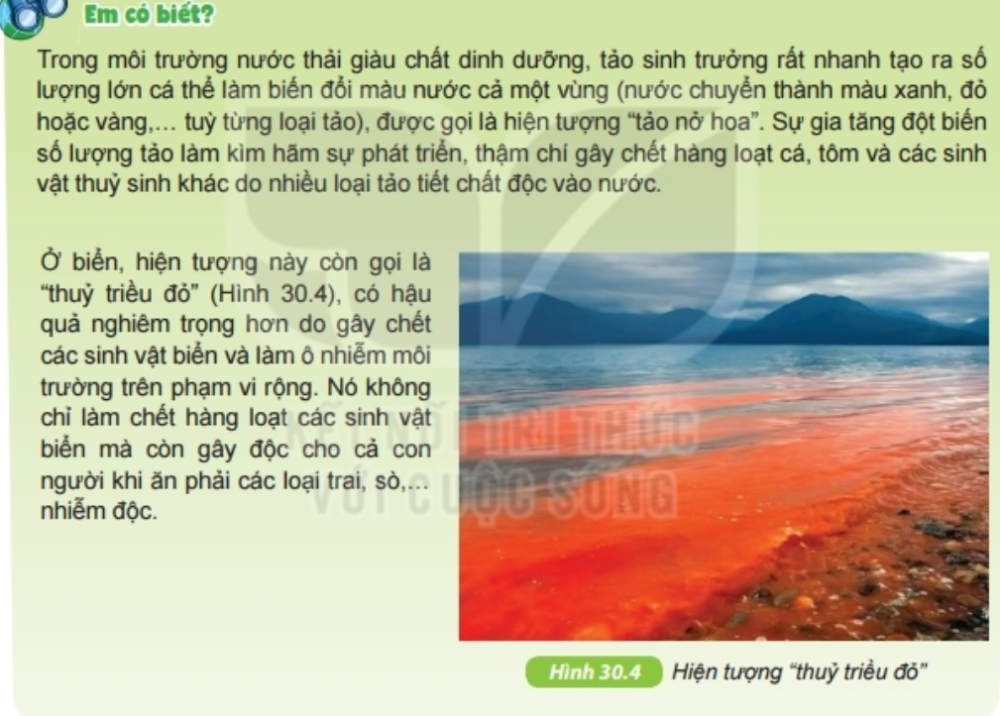 Em có biết?
Trong môi trường nước thải giàu chất dinh dưỡng, tảo sinh trưởng rất nhanh tạo ra số
lượng lớn cá thể làm biến đổi màu nước cả một vùng (nước chuyển thành màu xanh, đỏ
hoặc vàng,... tuỳ từng loại tảo), được gọi là hiện tượng “tảo nở hoa”. Sự gia tăng đột biến
số lượng tảo làm kìm hãm sự phát triển, thậm chí gây chết hàng loạt cá, tôm và các sinh
vật thuỷ sinh khác do nhiều loại tảo tiết chất độc vào nước.
Ở biển, hiện tượng này còn gọi là
“thuỷ triều đỏ” (Hình 30.4), có hậu
quả nghiêm trọng hơn do gây chết
các sinh vật biển và làm ô nhiễm môi
trường trên phạm vi rộng. Nó không
chỉ làm chết hàng loạt các sinh vật
biển mà còn gây độc cho cả con
người khi ăn phải các loại trai, sò,...
nhiễm độc.
KẾT NỐI TRI THỨC
VỚI CUỘC SỐNG
Hình 30.4 Hiện tượng “thuỷ triều đỏ”